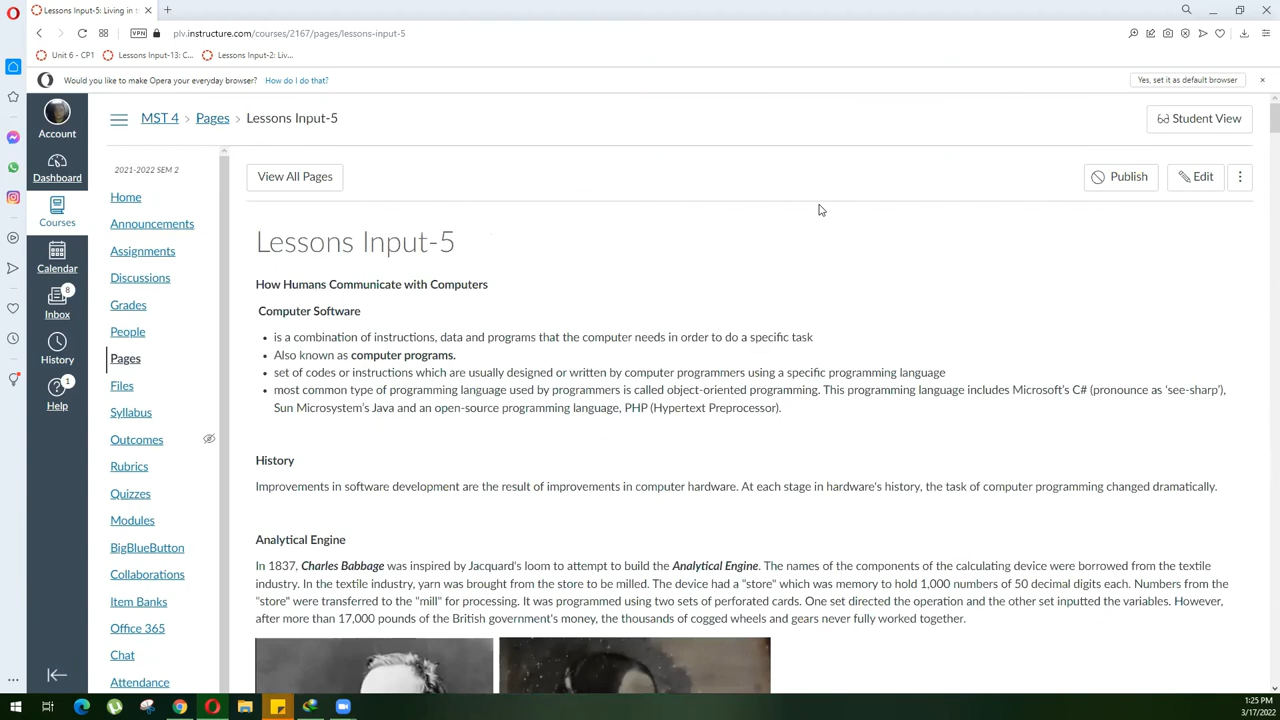 Lessons Input-5: Living in t
VPN
plv.instructure.com/courses/2167/pages/lessons-input-5
Unit 6 - CP1
Lessons Input-13: C...
Lessons Input-2: Liv...
Would you like to make Opera your everyday browser?
How do I do that?
Yes, set it as default browser
Account
Dashboard
Courses
Calendar
8
Inbox
History
1
Help
MST 4 > Pages > Lessons Input-5
Student View
2021-2022 SEM 2
Home
Announcements
Assignments
Discussions
Grades
People
Pages
Files
Syllabus
Outcomes
Rubrics
Quizzes
Modules
BigBlueButton
Collaborations
Item Banks
Office 365
Chat
Attendance
View All Pages
Publish
Edit
Lessons Input-5
How Humans Communicate with Computers
Computer Software
• is a combination of instructions, data and programs that the computer needs in order to do a specific task
• Also known as computer programs.
• set of codes or instructions which are usually designed or written by computer programmers using a specific programming language
• most common type of programming language used by programmers is called object-oriented programming. This programming language includes Microsoft's C# (pronounce as 'see-sharp'),
Sun Microsystem's Java and an open-source programming language, PHP (Hypertext Preprocessor).
History
Improvements in software development are the result of improvements in computer hardware. At each stage in hardware's history, the task of computer programming changed dramatically.
Analytical Engine
In 1837, Charles Babbage was inspired by Jacquard's loom to attempt to build the Analytical Engine. The names of the components of the calculating device were borrowed from the textile
industry. In the textile industry, yarn was brought from the store to be milled. The device had a "store" which was memory to hold 1,000 numbers of 50 decimal digits each. Numbers from the
"store" were transferred to the "mill" for processing. It was programmed using two sets of perforated cards. One set directed the operation and the other set inputted the variables. However,
after more than 17,000 pounds of the British government's money, the thousands of cogged wheels and gears never fully worked together.
1:25 PM
3/17/2022